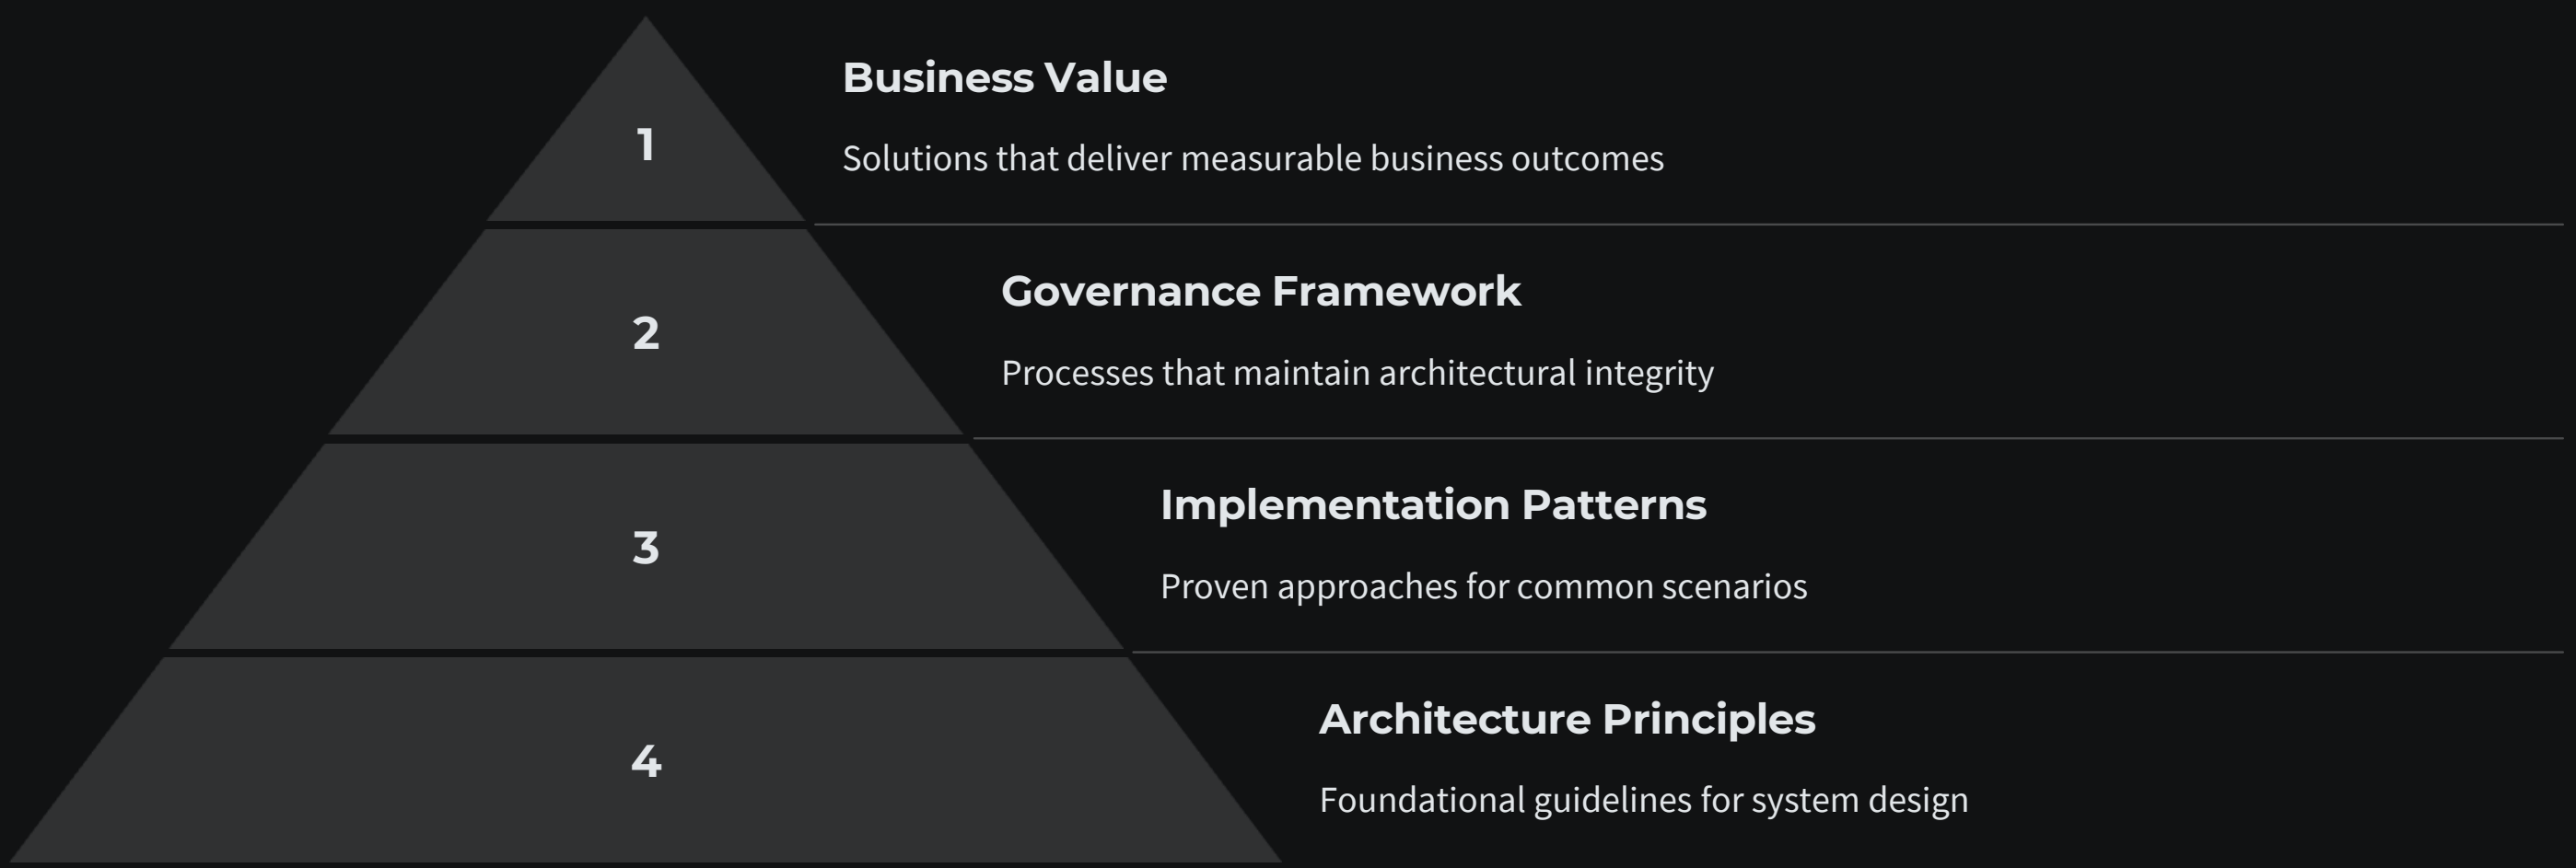 1
Business Value
Solutions that deliver measurable business outcomes
2
Governance Framework
Processes that maintain architectural integrity
3
Implementation Patterns
Proven approaches for common scenarios
4
Architecture Principles
Foundational guidelines for system design